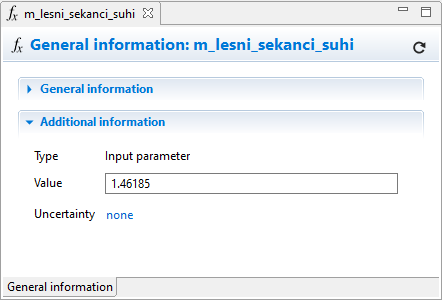 fx m_lesni_sekanci_suhi
fx General information: m_lesni_sekanci_suhi
General information
Additional information
Type Input parameter
Value 1.46185
Uncertainty none
General information